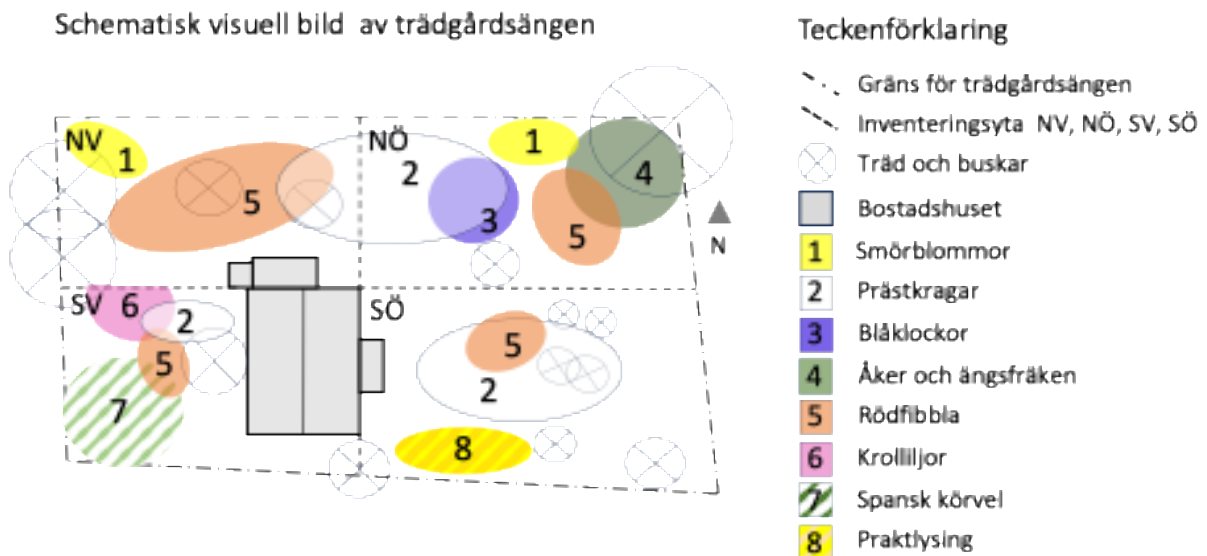 Schematisk visuell bild av trädgårdsängen
NV
1
5
NÖ
2
3
1
5
4
N
SV
6
2
5
7
SÖ
5
2
8
Teckenförklaring
Gräns för trädgårdsängen
Inventeringsyta NV, NÖ, SV, SÖ
Träd och buskar
Bostadshuset
1 Smörblommor
2 Prästkragar
3 Blåklockor
4 Åker och ängsfräken
5 Rödfibbla
6 Krolliljor
7 Spansk körvel
8 Praktlysing